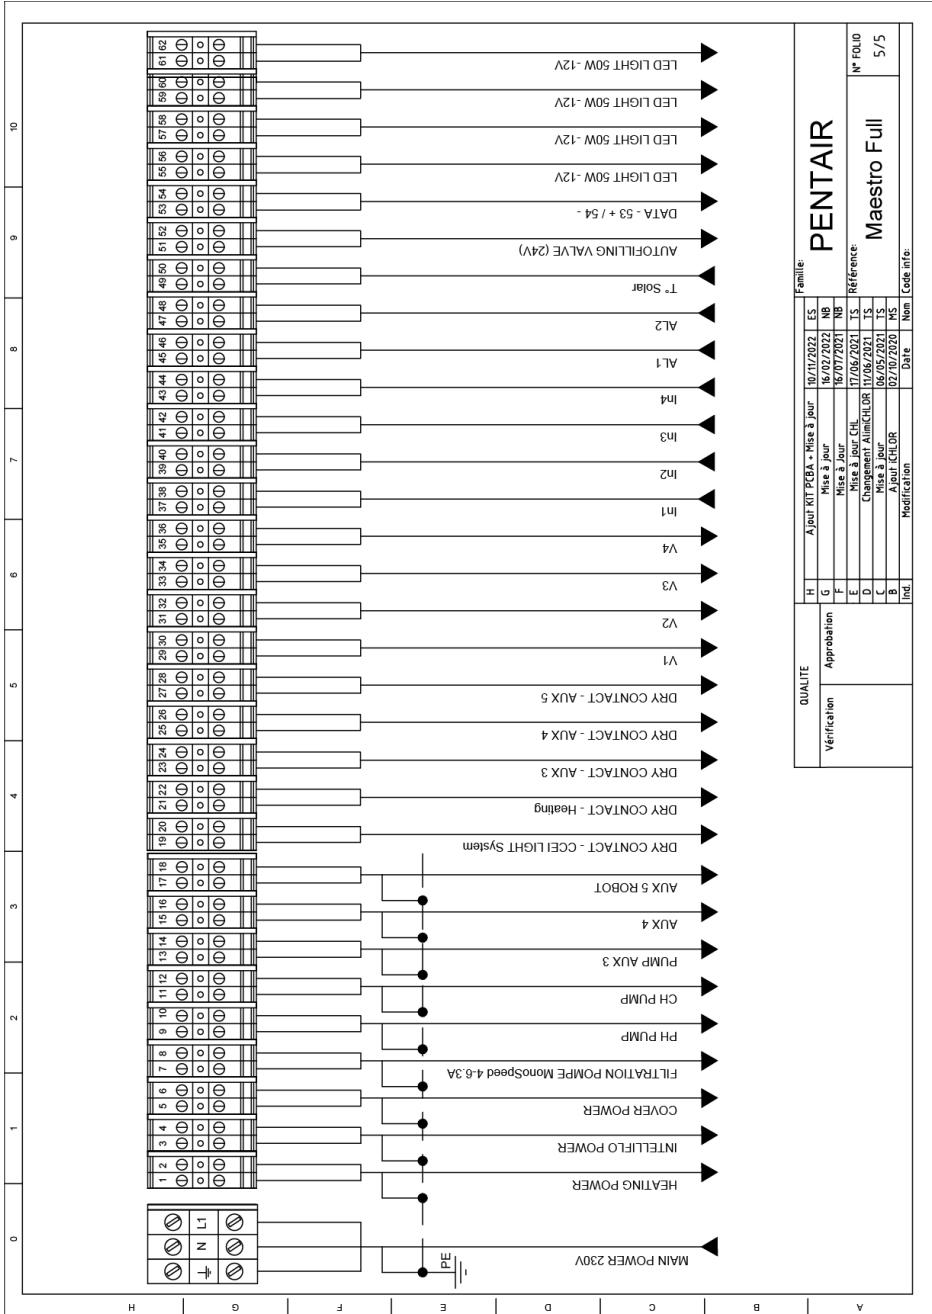 0 1 2 3 4 5 6 7 8 9 10
H G F E D C B A
L1
N
PE
MAIN POWER 230V
1 2 HEATING POWER
3 4 INTELLIFLO POWER
5 6 COVER POWER
7 8 FILTRATION POMPE MonoSpeed 4-6.3A
9 10 PH PUMP
11 12 CH PUMP
13 14 PUMP AUX 3
15 16 AUX 4
17 18 AUX 5 ROBOT
19 20 DRY CONTACT - CCEI LIGHT System
21 22 DRY CONTACT - Heating
23 24 DRY CONTACT - AUX 3
25 26 DRY CONTACT - AUX 4
27 28 DRY CONTACT - AUX 5
29 30 V1
31 32 V2
33 34 V3
35 36 V4
37 38 In1
39 40 In2
41 42 In3
43 44 In4
45 46 AL1
47 48 AL2
49 50 T° Solar
51 52 AUTOFILLING VALVE (24V)
53 54 DATA - 53 + / 54 -
55 56 LED LIGHT 50W -12V
57 58 LED LIGHT 50W -12V
59 60 LED LIGHT 50W -12V
61 62 LED LIGHT 50W -12V
QUALITE
Vérification
Approbation
H Ajout KIT PCBA + Mise à jour 10/11/2022 ES
G Mise à jour 16/02/2022 NB
F Mise à Jour 16/07/2021 NB
E Mise à jour CHL 17/06/2021 TS
D Changement AlimiCHLOR 11/06/2021 TS
C Mise à jour 06/05/2021 TS
B Ajout iCHLOR 02/10/2020 MS
Ind. Modification Date Nom
Famille:
PENTAIR
Référence:
Maestro Full
N° FOLIO
5/5
Code info: